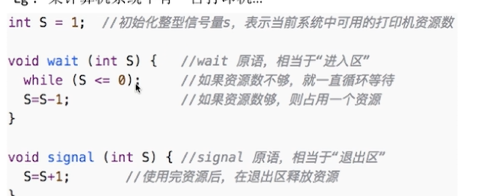 int S = 1; //初始化整型信号量s，表示当前系统中可用的打印机资源数
void wait (int S) { //wait 原语，相当于“进入区”
while (S <= 0); //如果资源数不够，就一直循环等待
S=S-1; //如果资源数够，则占用一个资源
}
void signal (int S) { //signal 原语，相当于“退出区”
S=S+1; //使用完资源后，在退出区释放资源
}